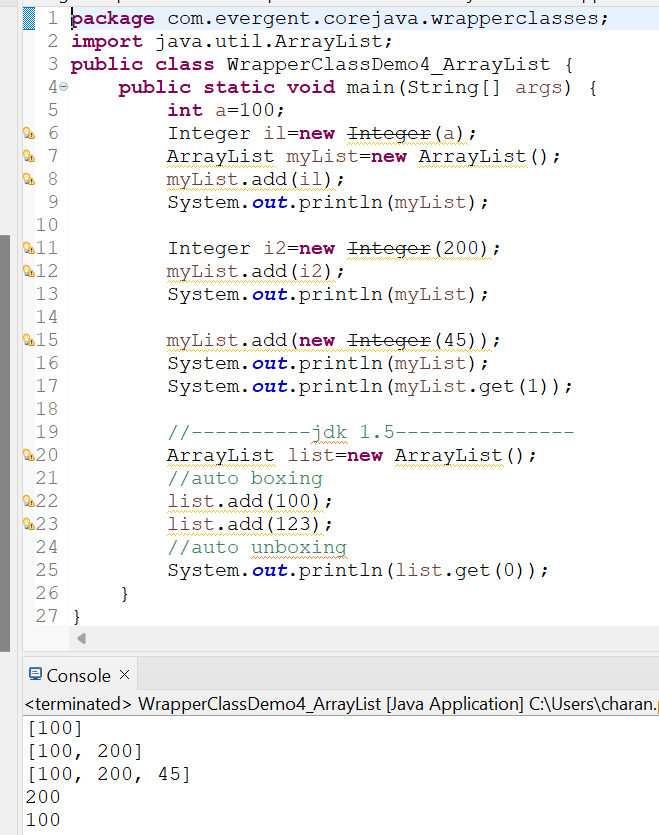 1 package com.evergent.corejava.wrapperclasses;
2 import java.util.ArrayList;
3 public class WrapperClassDemo4_ArrayList {
4 public static void main(String[] args) {
5 int a=100;
6 Integer i1=new Integer(a);
7 ArrayList myList=new ArrayList();
8 myList.add(i1);
9 System.out.println(myList);
10
11 Integer i2=new Integer(200);
12 myList.add(i2);
13 System.out.println(myList);
14
15 myList.add(new Integer(45));
16 System.out.println(myList);
17 System.out.println(myList.get(1));
18
19 //----------jdk 1.5---------------
20 ArrayList list=new ArrayList();
21 //auto boxing
22 list.add(100);
23 list.add(123);
24 //auto unboxing
25 System.out.println(list.get(0));
26 }
27 }
Console ×
<terminated> WrapperClassDemo4_ArrayList [Java Application] C:\Users\charan.
[100]
[100, 200]
[100, 200, 45]
200
100